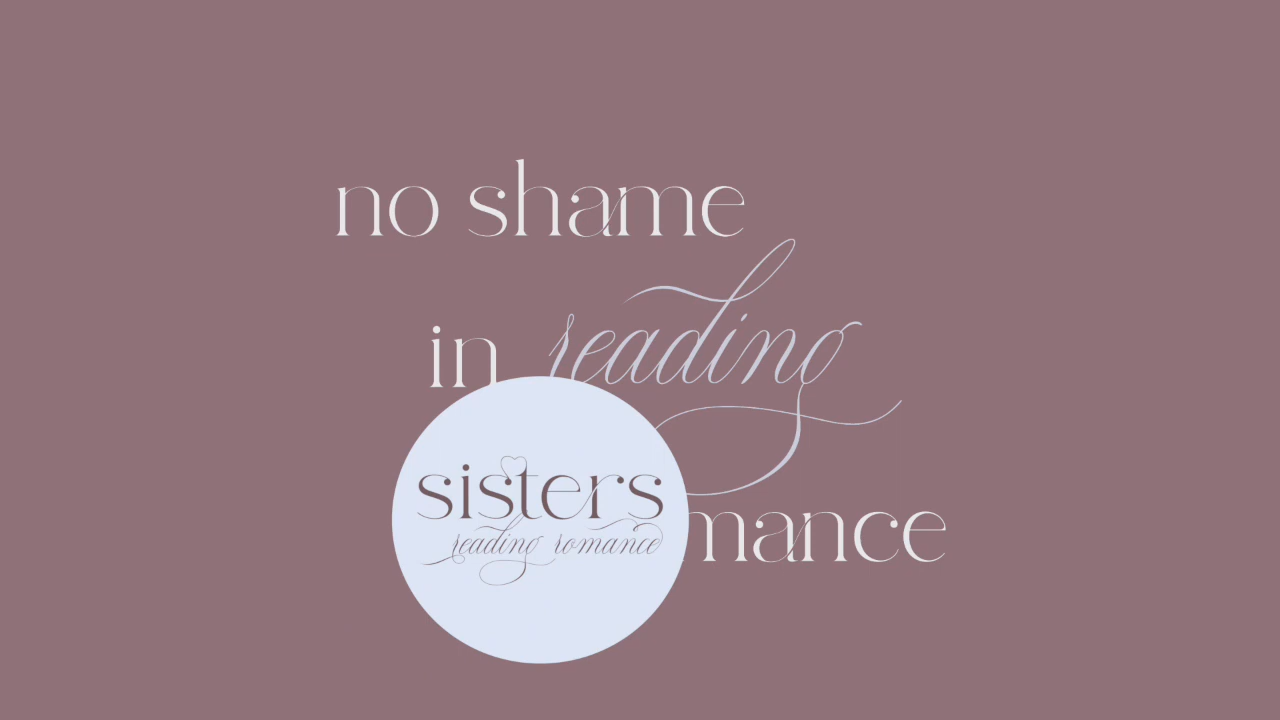 no shame
in reading
mance
sisters
reading romance